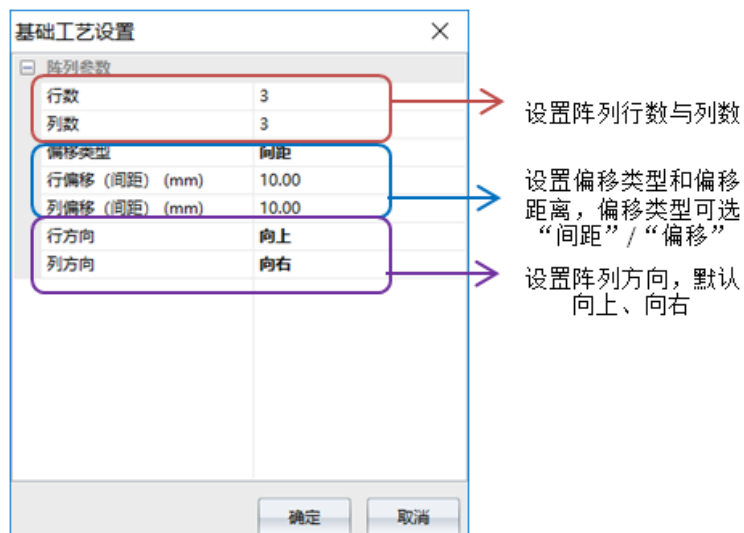 基础工艺设置
阵列参数
行数 3
列数 3
偏移类型 间距
行偏移（间距） (mm) 10.00
列偏移（间距） (mm) 10.00
行方向 向上
列方向 向右
确定 取消
设置阵列行数与列数
设置偏移类型和偏移
距离，偏移类型可选
“间距”/“偏移”
设置阵列方向，默认
向上、向右